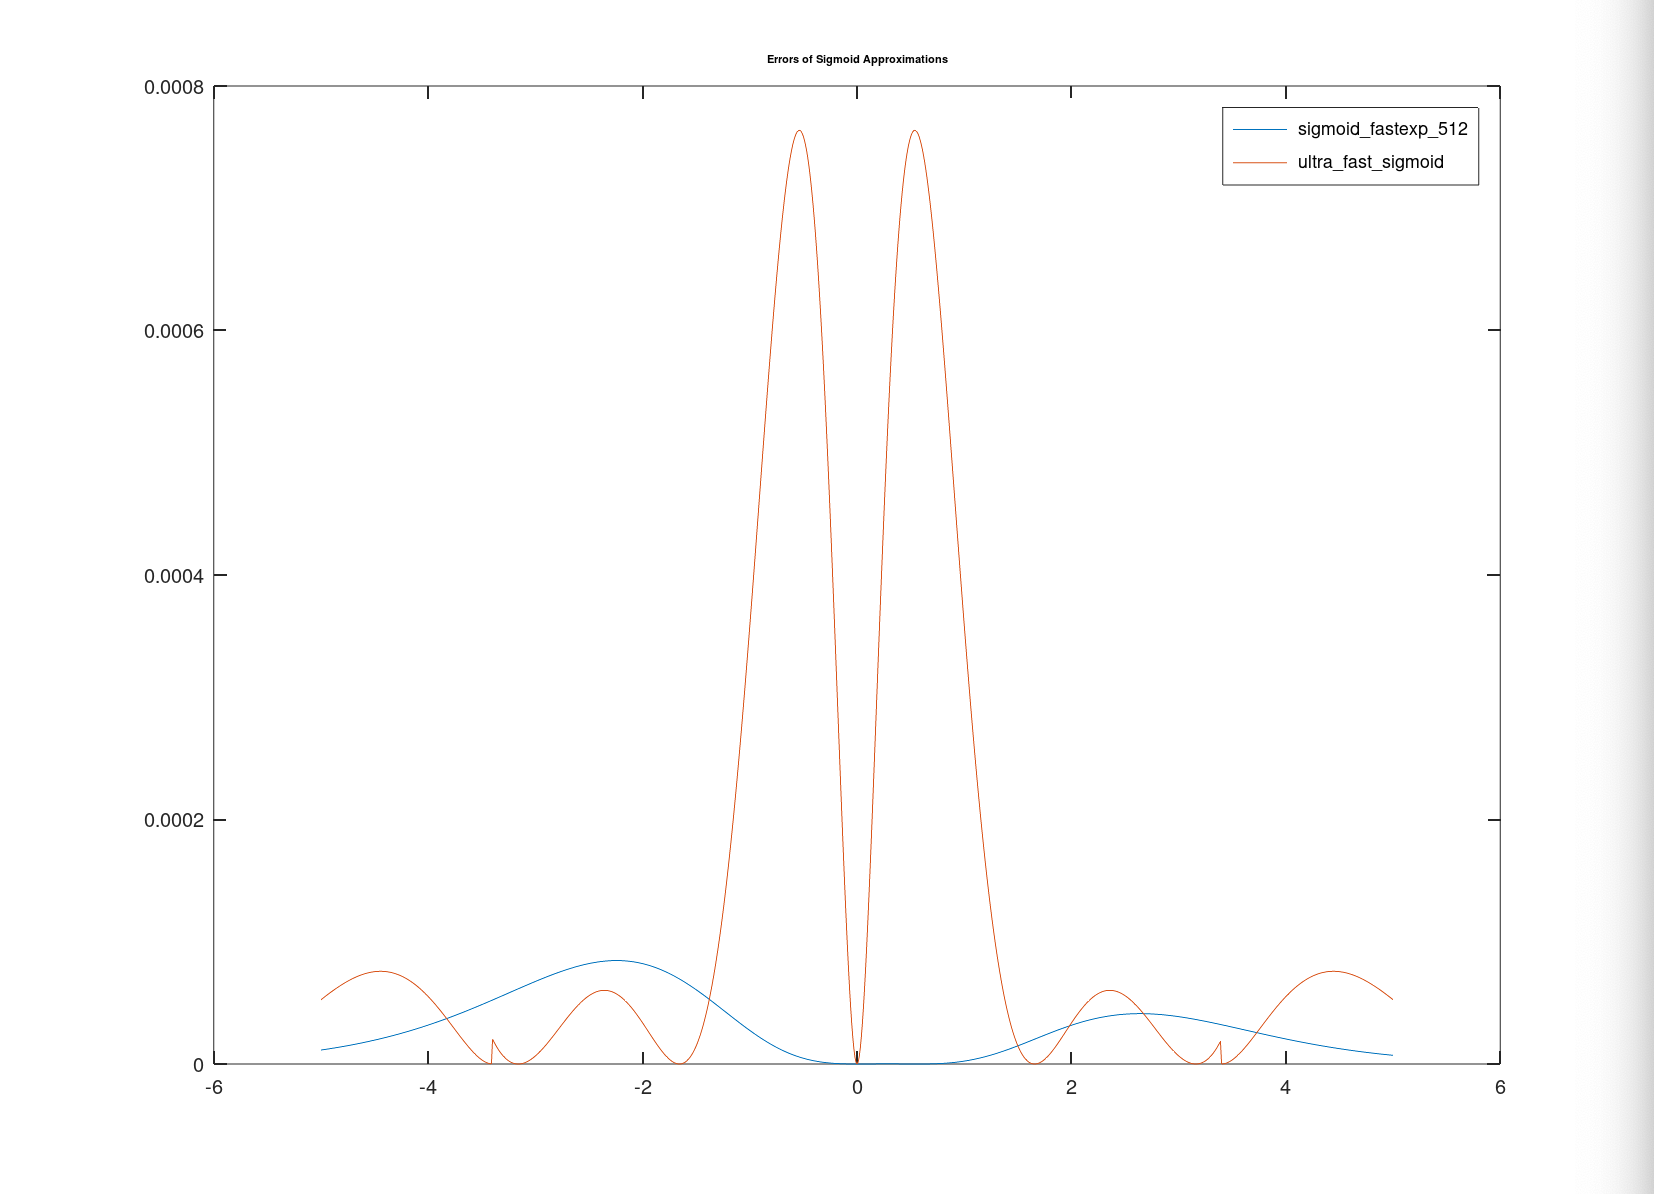 Errors of Sigmoid Approximations
0.0008
sigmoid_fastexp_512
ultra_fast_sigmoid
0.0006
0.0004
0.0002
0
-6 -4 -2 0 2 4 6